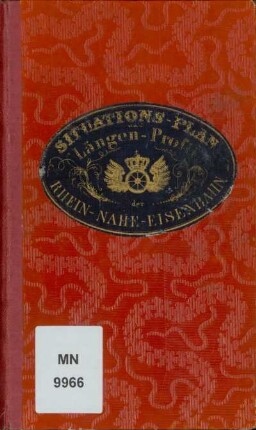 SITUATIONS-PLAN
Längen-Profil
der
RHEIN-NAHE-EISENBAHN
MN
9966